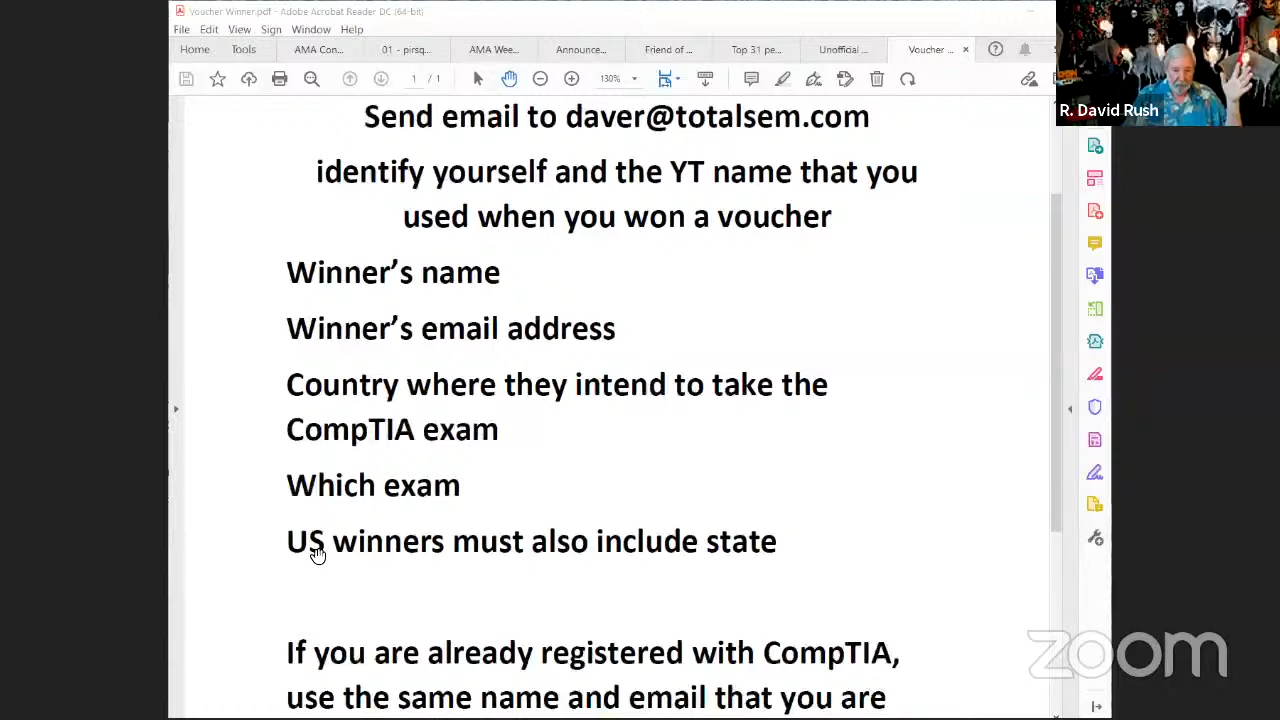 Voucher Winner.pdf - Adobe Acrobat Reader DC (64-bit)
File Edit View Sign Window Help
Home Tools AMA Con... 01 - pirsq... AMA Wee... Announce... Friend of ... Top 31 pe... Unofficial ... Voucher ... ×
1 / 1 130%
R. David Rush
Send email to daver@totalsem.com
identify yourself and the YT name that you
used when you won a voucher
Winner’s name
Winner’s email address
Country where they intend to take the
CompTIA exam
Which exam
US winners must also include state
If you are already registered with CompTIA,
use the same name and email that you are
zoom